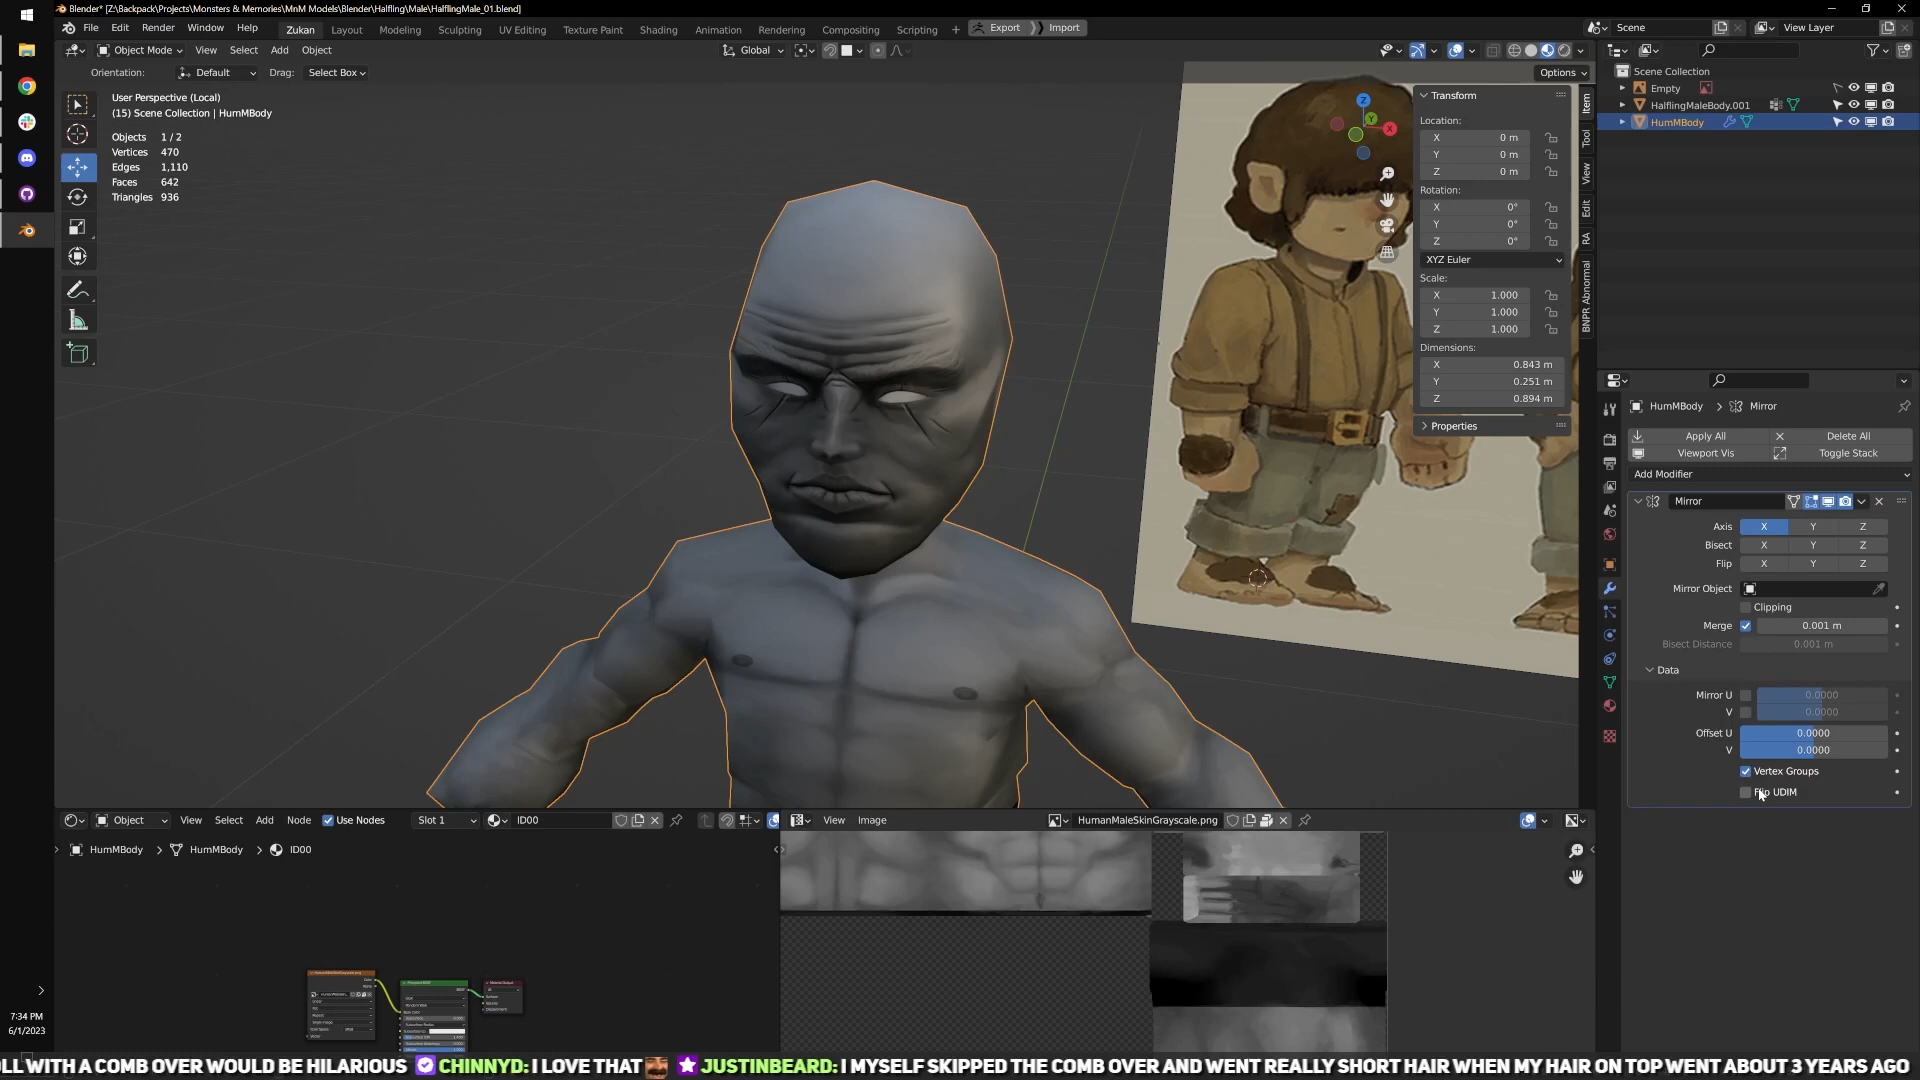 Blender* [Z:\Backpack\Projects\Monsters & Memories\MnM Models\Blender\Halfling\Male\HalflingMale_01.blend]
File Edit Render Window Help Zukan Layout Modeling Sculpting UV Editing Texture Paint Shading Animation Rendering Compositing Scripting + Export Import Scene View Layer
Object Mode View Select Add Object Global
Orientation: Default Drag: Select Box Options
User Perspective (Local)
(15) Scene Collection | HumMBody
Objects 1 / 2
Vertices 470
Edges 1,110
Faces 642
Triangles 936
Z
Y
X
Transform
Location:
X 0 m
Y 0 m
Z 0 m
Rotation:
X 0°
Y 0°
Z 0°
XYZ Euler
Scale:
X 1.000
Y 1.000
Z 1.000
Dimensions:
X 0.843 m
Y 0.251 m
Z 0.894 m
Properties
Item
Tool
View
Edit
RA
BNPR Abnormal
Scene Collection
Empty
HalflingMaleBody.001
HumMBody
HumMBody > Mirror
Apply All Delete All
Viewport Vis Toggle Stack
Add Modifier
Mirror
Axis X Y Z
Bisect X Y Z
Flip X Y Z
Mirror Object
Clipping
Merge 0.001 m
Bisect Distance 0.001 m
Data
Mirror U 0.0000
V 0.0000
Offset U 0.0000
V 0.0000
Vertex Groups
Flip UDIM
Object View Select Add Node Use Nodes Slot 1 ID00
HumMBody > HumMBody > ID00
View Image HumanMaleSkinGrayscale.png
7:34 PM
6/1/2023
OLL WITH A COMB OVER WOULD BE HILARIOUS CHINNYD: I LOVE THAT JUSTINBEARD: I MYSELF SKIPPED THE COMB OVER AND WENT REALLY SHORT HAIR WHEN MY HAIR ON TOP WENT ABOUT 3 YEARS AGO